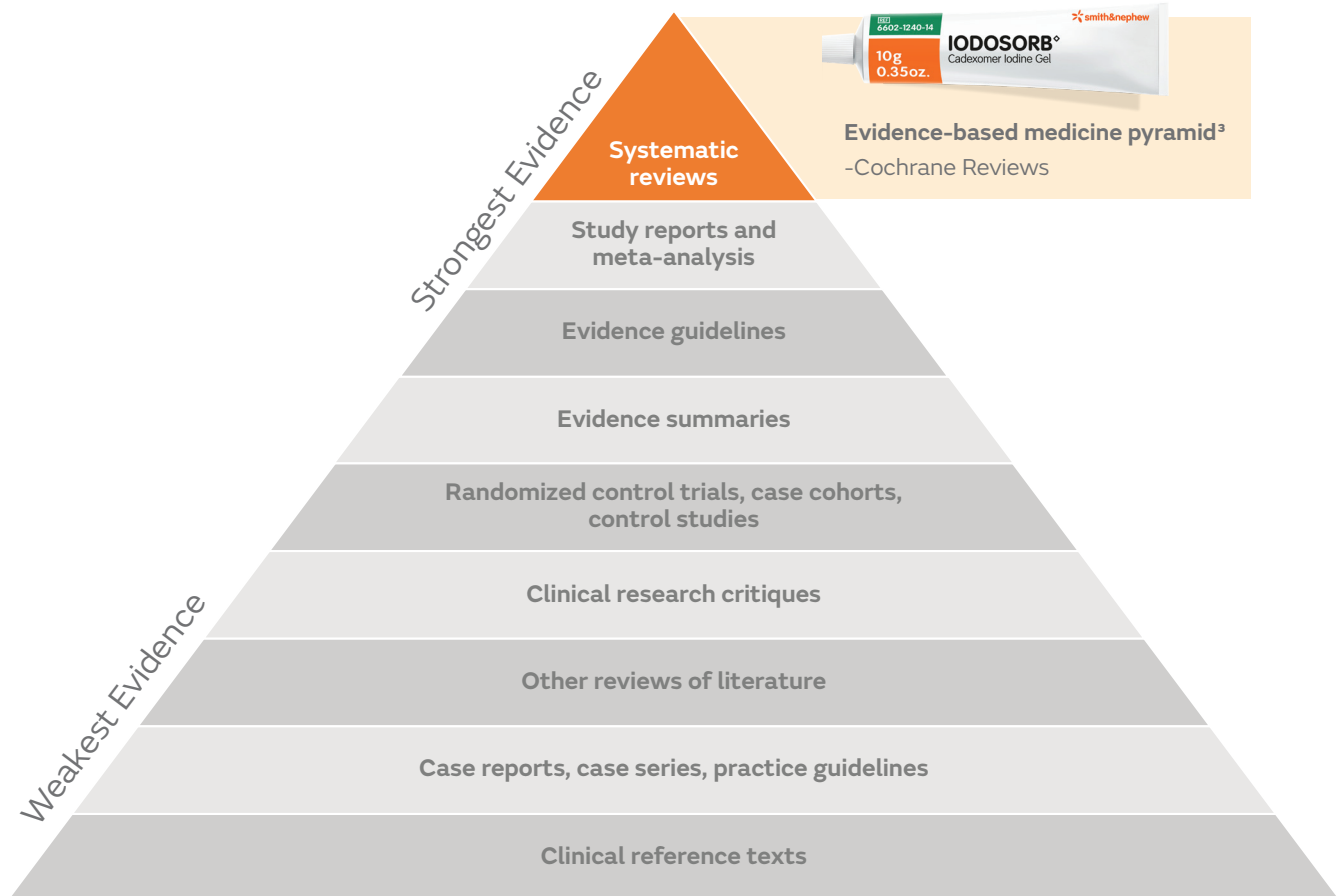 smith&nephew
REF
6602-1240-14
IODOSORB◊
Cadexomer Iodine Gel
10g
0.35oz.
Evidence-based medicine pyramid³
-Cochrane Reviews
Strongest Evidence
Systematic
reviews
Study reports and
meta-analysis
Evidence guidelines
Evidence summaries
Randomized control trials, case cohorts,
control studies
Clinical research critiques
Weakest Evidence
Other reviews of literature
Case reports, case series, practice guidelines
Clinical reference texts